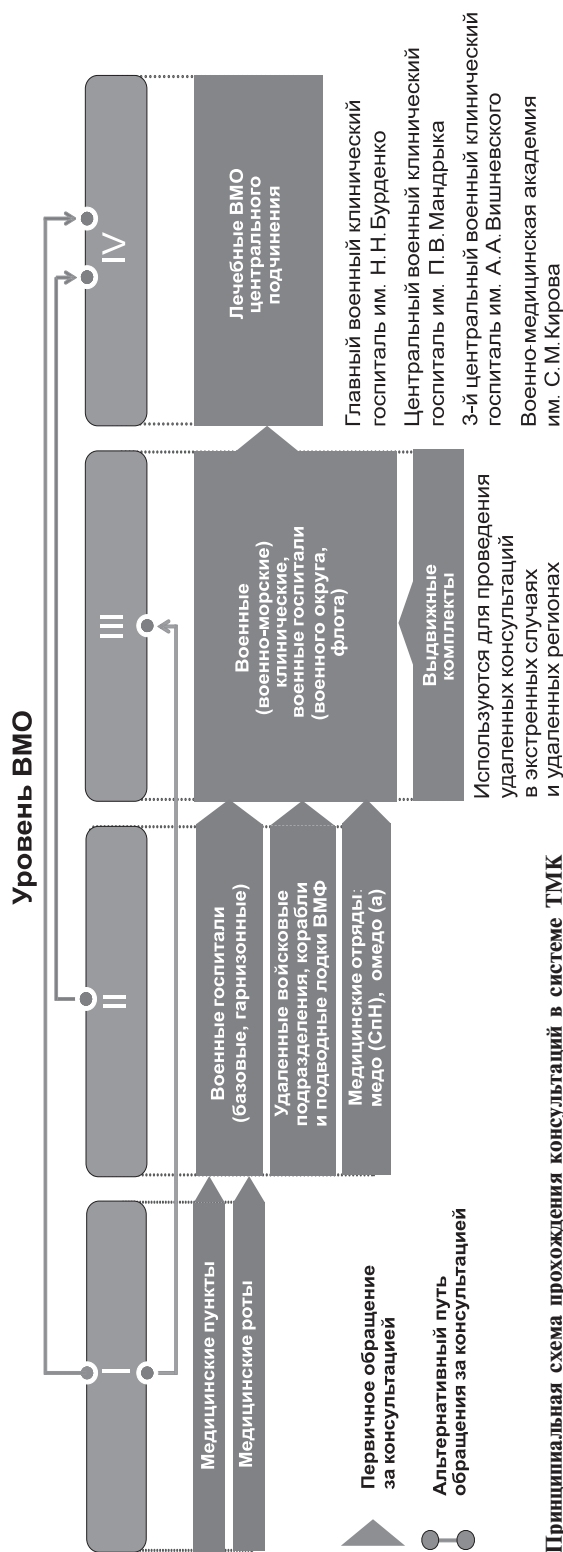 Уровень ВМО
I
II
III
IV
Медицинские пункты
Медицинские роты
Военные госпитали
(базовые, гарнизонные)
Удаленные войсковые
подразделения, корабли
и подводные лодки ВМФ
Медицинские отряды:
медо (СпН), омедо (а)
Военные
(военно-морские)
клинические,
военные госпитали
(военного округа,
флота)
Выдвижные
комплекты
Используются для проведения
удаленных консультаций
в экстренных случаях
и удаленных регионах
Лечебные ВМО
центрального
подчинения
Главный военный клинический
госпиталь им. Н.Н.Бурденко
Центральный военный клинический
госпиталь им. П.В.Мандрыка
3-й центральный военный клинический
госпиталь им. А.А.Вишневского
Военно-медицинская академия
им. С.М.Кирова
Первичное обращение
за консультацией
Альтернативный путь
обращения за консультацией
Принципиальная схема прохождения консультаций в системе ТМК